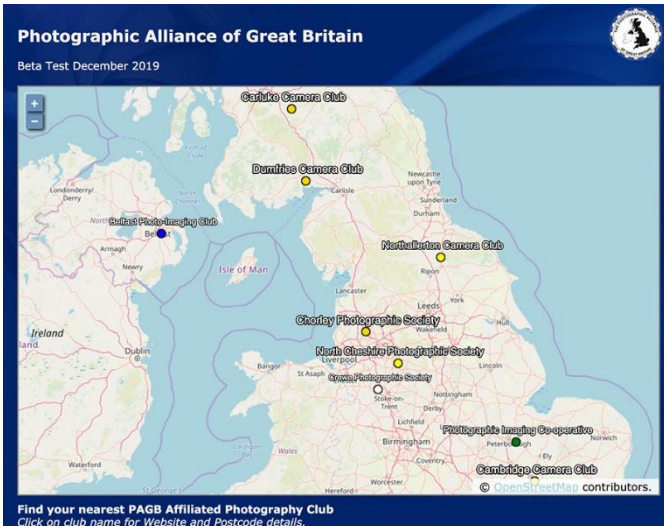 Photographic Alliance of Great Britain
Beta Test December 2019
+
−
Carluke Camera Club
Dumfries Camera Club
Newcastle
upon Tyne
Carlisle
Sunderland
Durham
Londonderry/
Derry
Belfast Photo-Imaging Club
Belfast
Armagh
Newry
Northallerton Camera Club
Ripon
Isle of Man
Lancaster
York
Leeds
Chorley Photographic Society
Wakefield
Hull
Ireland
North Cheshire Photographic Society
Dublin
Liverpool
Bangor
St Asaph
Crewe Photographic Society
Lincoln
Stoke-on-
Trent
Nottingham
Derby
Photographic Imaging Co-operative
Lichfield
Peterborough
Norwich
Birmingham
Wales
Ely
Coventry
Waterford
Cambridge Camera Club
Worcester
Hereford
© OpenStreetMap contributors.
Find your nearest PAGB Affiliated Photography Club
Click on club name for Website and Postcode details.